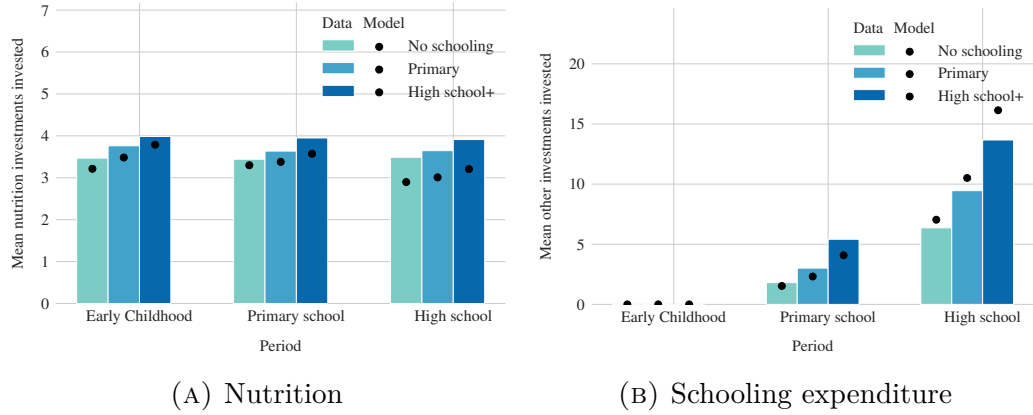 7
6
5
4
3
2
1
0
Mean nutrition investments invested
Data Model
No schooling
Primary
High school+
Early Childhood Primary school High school
Period
(A) Nutrition
20
15
10
5
0
Mean other investments invested
Data Model
No schooling
Primary
High school+
Early Childhood Primary school High school
Period
(B) Schooling expenditure